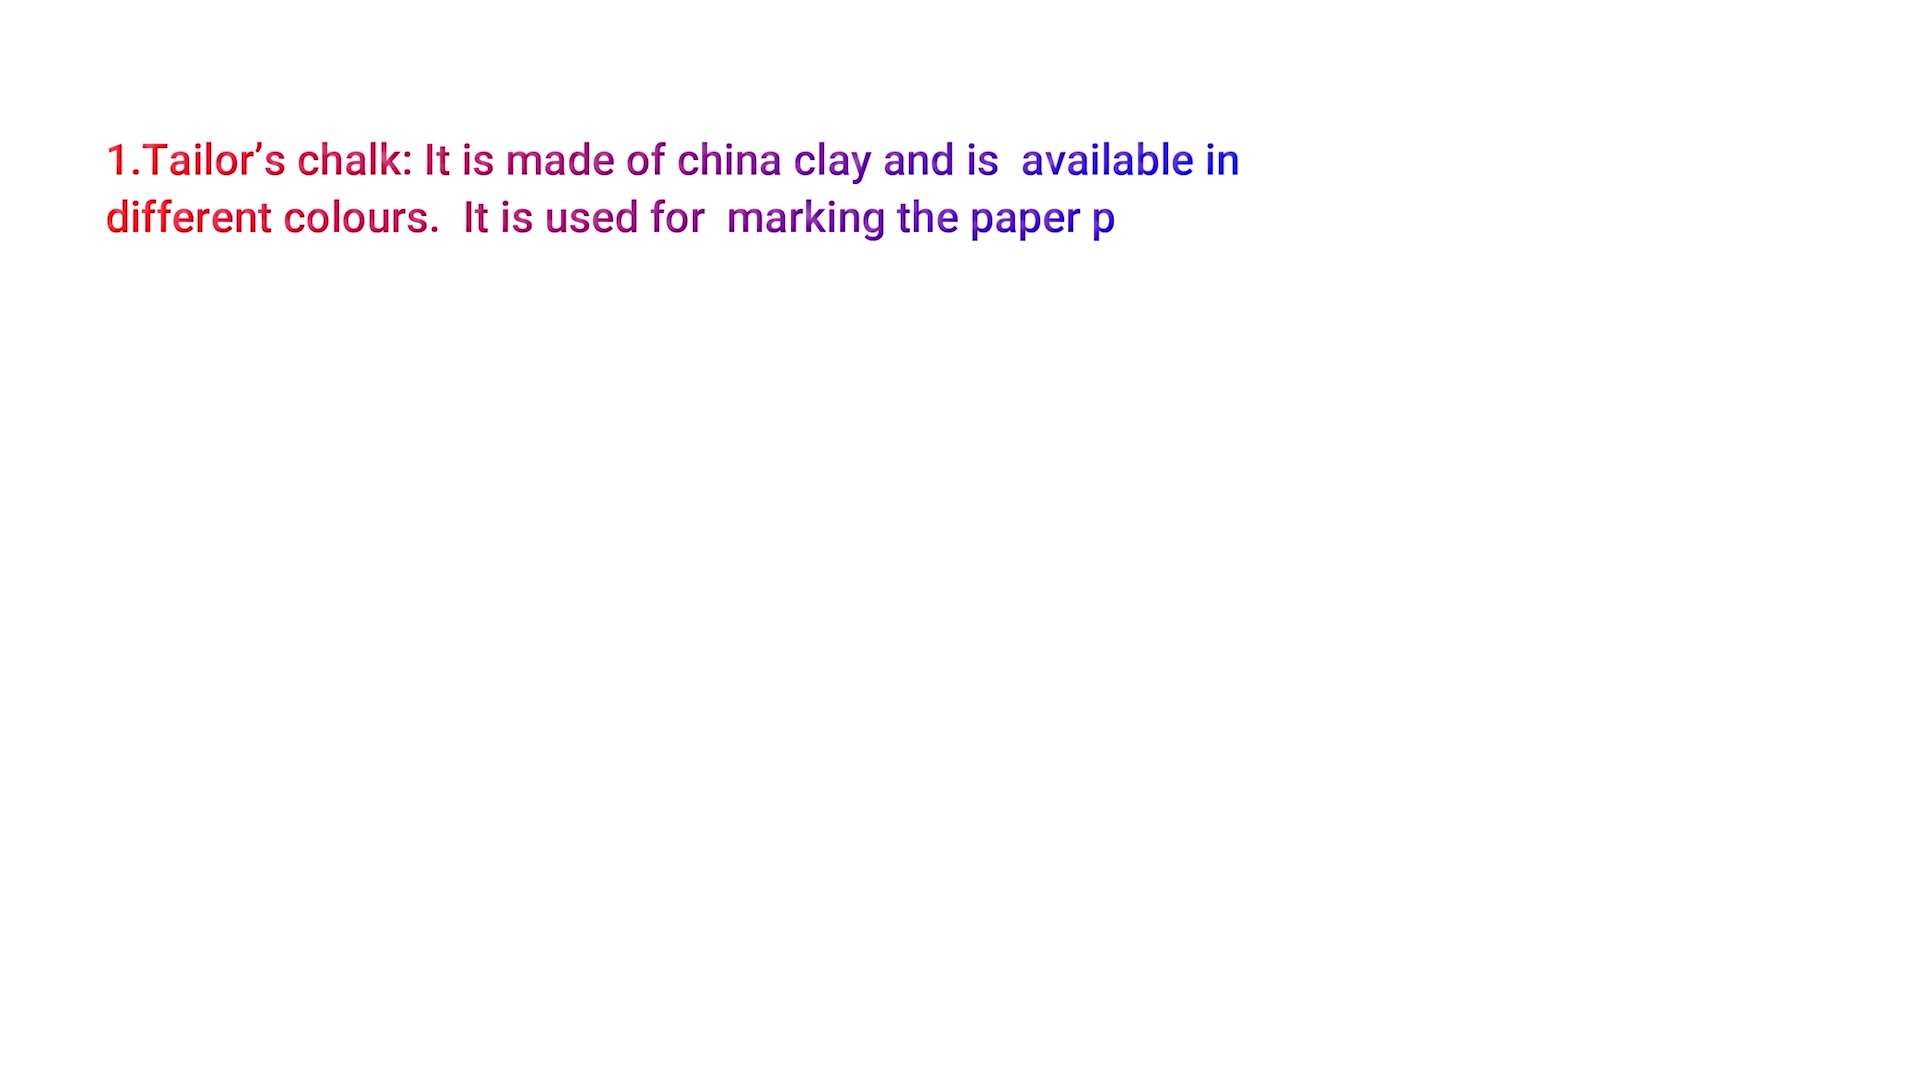 1.Tailor’s chalk: It is made of china clay and is  available in
different colours.  It is used for  marking the paper p